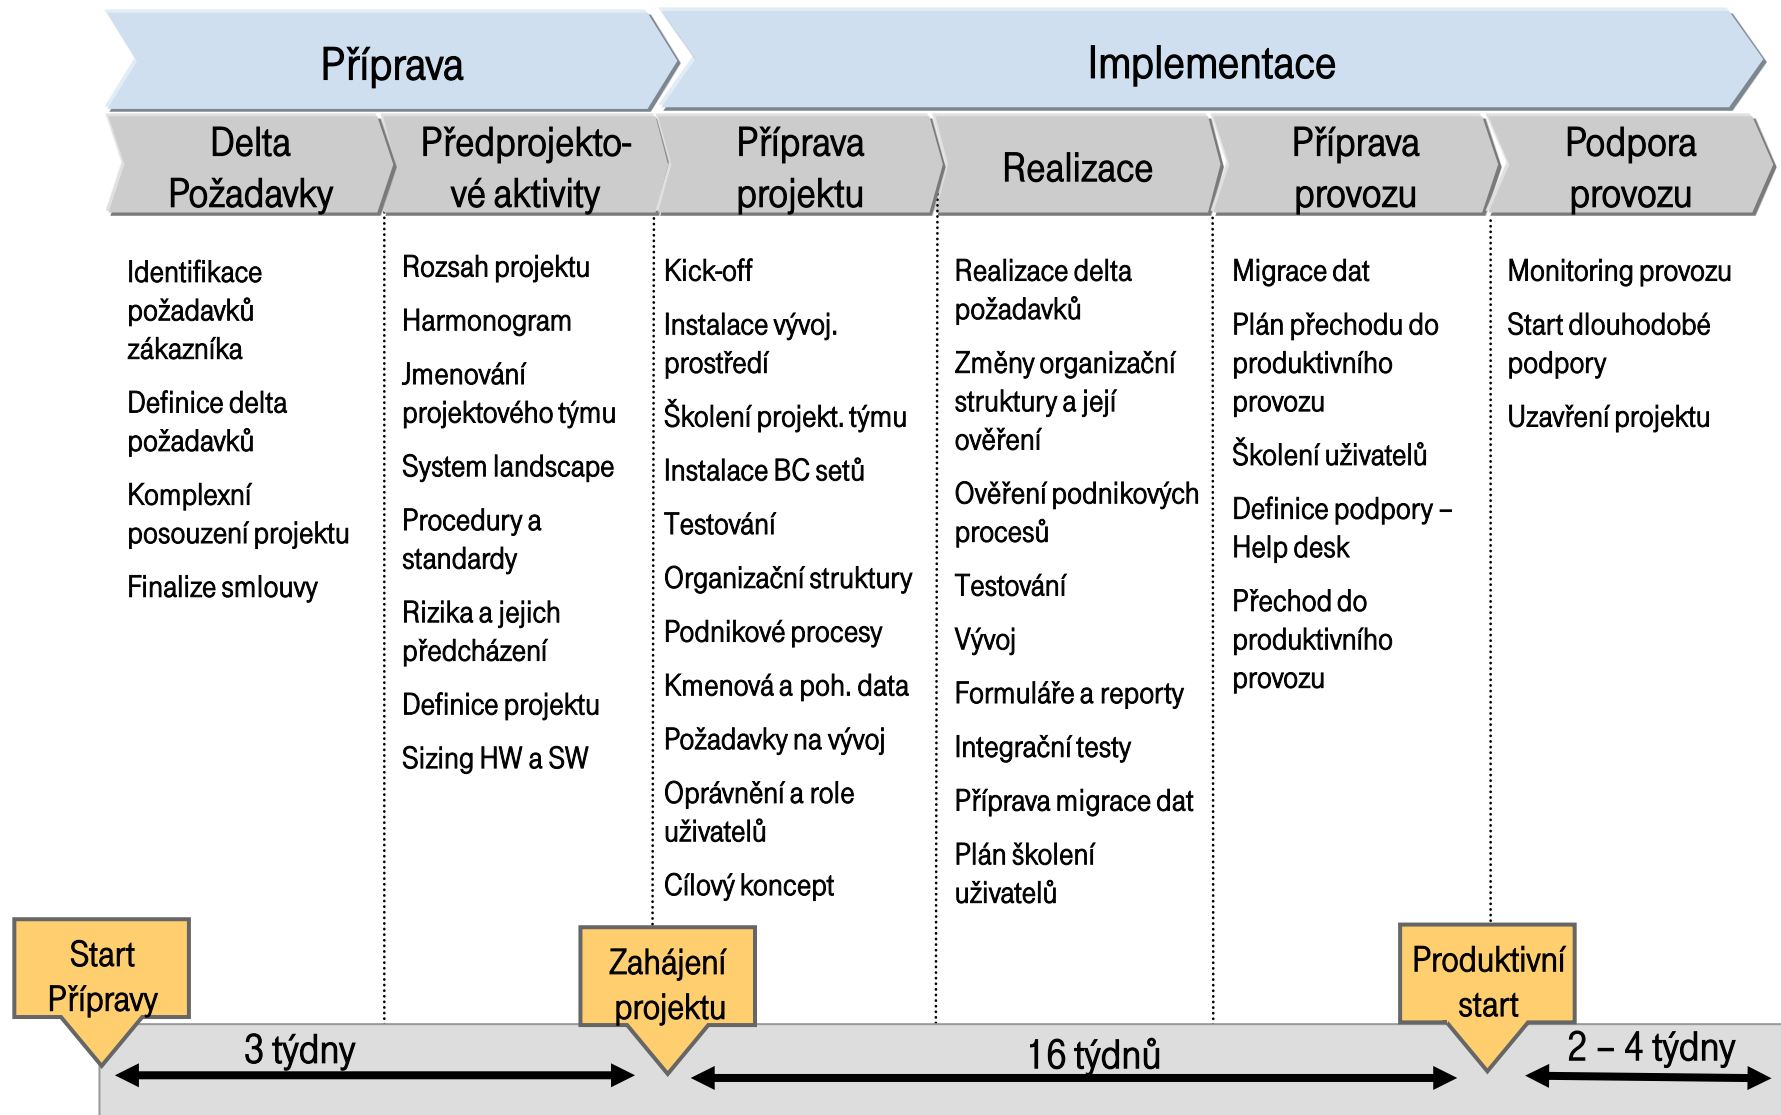 Příprava
Implementace
Delta
Požadavky
Předprojekto-
vé aktivity
Příprava
projektu
Realizace
Příprava
provozu
Podpora
provozu
Identifikace
požadavků
zákazníka
Definice delta
požadavků
Komplexní
posouzení projektu
Finalize smlouvy
Rozsah projektu
Harmonogram
Jmenování
projektového týmu
System landscape
Procedury a
standardy
Rizika a jejich
předcházení
Definice projektu
Sizing HW a SW
Kick-off
Instalace vývoj.
prostředí
Školení projekt. týmu
Instalace BC setů
Testování
Organizační struktury
Podnikové procesy
Kmenová a poh. data
Požadavky na vývoj
Oprávnění a role
uživatelů
Cílový koncept
Realizace delta
požadavků
Změny organizační
struktury a její
ověření
Ověření podnikových
procesů
Testování
Vývoj
Formuláře a reporty
Integrační testy
Příprava migrace dat
Plán školení
uživatelů
Migrace dat
Plán přechodu do
produktivního
provozu
Školení uživatelů
Definice podpory –
Help desk
Přechod do
produktivního
provozu
Monitoring provozu
Start dlouhodobé
podpory
Uzavření projektu
Start
Přípravy
Zahájení
projektu
Produktivní
start
3 týdny
16 týdnů
2 – 4 týdny